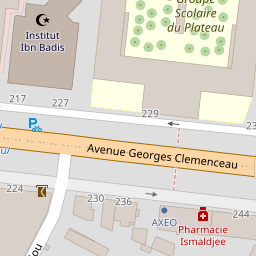 Groupe
Scolaire
du Plateau
Institut
Ibn Badis
217
227
229
Avenue Georges Clemenceau
224
230
236
AXEO
244
Pharmacie
Ismaldjee